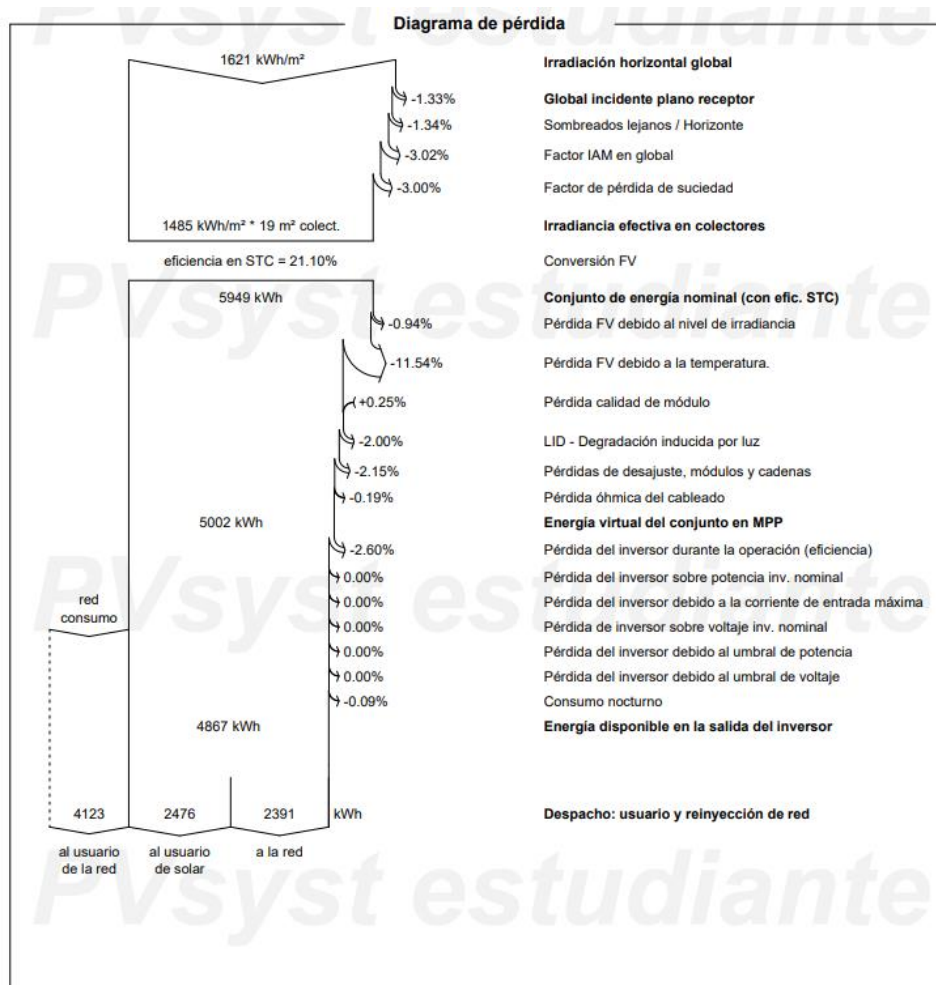 PVsyst estudiante
Diagrama de pérdida
1621 kWh/m² Irradiación horizontal global
-1.33% Global incidente plano receptor
-1.34% Sombreados lejanos / Horizonte
-3.02% Factor IAM en global
-3.00% Factor de pérdida de suciedad
1485 kWh/m² * 19 m² colect. Irradiancia efectiva en colectores
eficiencia en STC = 21.10% Conversión FV
PVsyst estudiante
5949 kWh Conjunto de energía nominal (con efic. STC)
-0.94% Pérdida FV debido al nivel de irradiancia
-11.54% Pérdida FV debido a la temperatura.
+0.25% Pérdida calidad de módulo
-2.00% LID - Degradación inducida por luz
-2.15% Pérdidas de desajuste, módulos y cadenas
-0.19% Pérdida óhmica del cableado
5002 kWh Energía virtual del conjunto en MPP
-2.60% Pérdida del inversor durante la operación (eficiencia)
PVsyst estudiante
0.00% Pérdida del inversor sobre potencia inv. nominal
red
consumo
0.00% Pérdida del inversor debido a la corriente de entrada máxima
0.00% Pérdida de inversor sobre voltaje inv. nominal
0.00% Pérdida del inversor debido al umbral de potencia
0.00% Pérdida del inversor debido al umbral de voltaje
-0.09% Consumo nocturno
4867 kWh Energía disponible en la salida del inversor
4123 2476 2391 kWh Despacho: usuario y reinyección de red
al usuario de la red
al usuario de solar
a la red
PVsyst estudiante